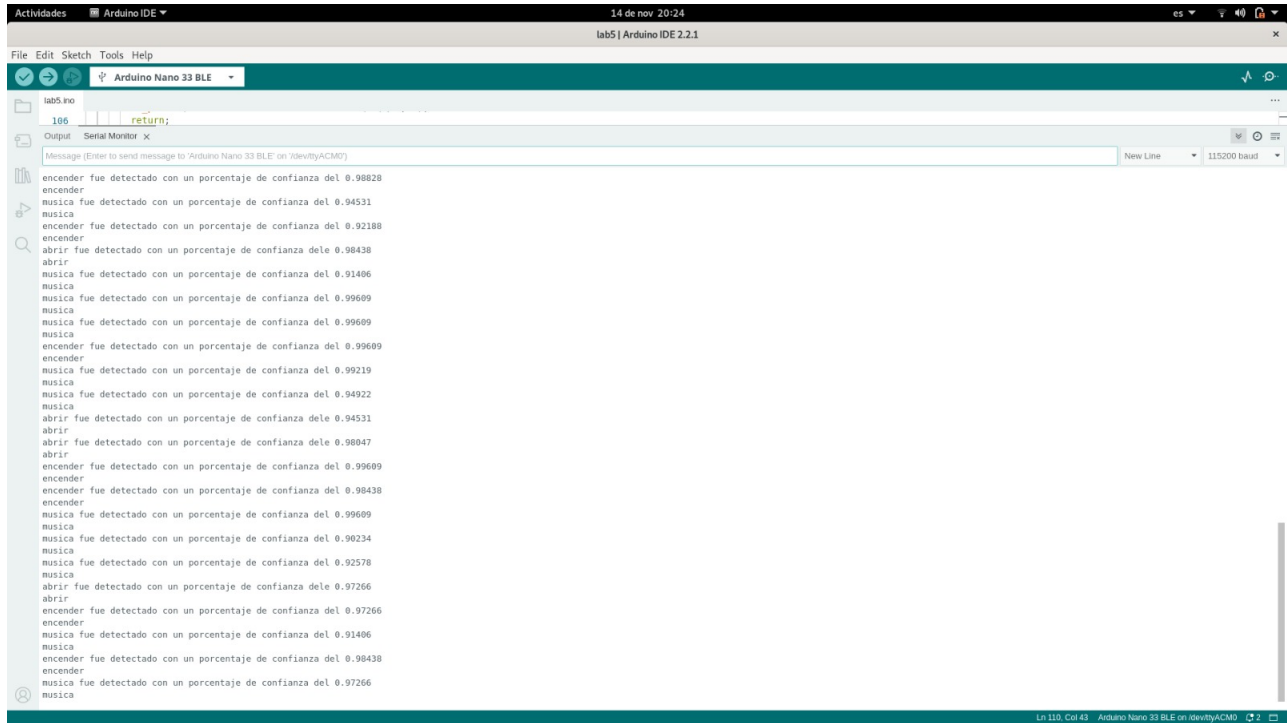 Actividades Arduino IDE 14 de nov 20:24 es
lab5 | Arduino IDE 2.2.1
File Edit Sketch Tools Help
Arduino Nano 33 BLE
lab5.ino
106 return;
Output Serial Monitor
Message (Enter to send message to 'Arduino Nano 33 BLE' on '/dev/ttyACM0') New Line 115200 baud
encender fue detectado con un porcentaje de confianza del 0.98828
encender
musica fue detectado con un porcentaje de confianza del 0.94531
musica
encender fue detectado con un porcentaje de confianza del 0.92188
encender
abrir fue detectado con un porcentaje de confianza dele 0.98438
abrir
musica fue detectado con un porcentaje de confianza del 0.91406
musica
musica fue detectado con un porcentaje de confianza del 0.99609
musica
musica fue detectado con un porcentaje de confianza del 0.99609
musica
encender fue detectado con un porcentaje de confianza del 0.99609
encender
musica fue detectado con un porcentaje de confianza del 0.99219
musica
musica fue detectado con un porcentaje de confianza del 0.94922
musica
abrir fue detectado con un porcentaje de confianza dele 0.94531
abrir
abrir fue detectado con un porcentaje de confianza dele 0.98047
abrir
encender fue detectado con un porcentaje de confianza del 0.99609
encender
encender fue detectado con un porcentaje de confianza del 0.98438
encender
musica fue detectado con un porcentaje de confianza del 0.99609
musica
musica fue detectado con un porcentaje de confianza del 0.90234
musica
musica fue detectado con un porcentaje de confianza del 0.92578
musica
abrir fue detectado con un porcentaje de confianza dele 0.97266
abrir
encender fue detectado con un porcentaje de confianza del 0.97266
encender
musica fue detectado con un porcentaje de confianza del 0.91406
musica
encender fue detectado con un porcentaje de confianza del 0.98438
encender
musica fue detectado con un porcentaje de confianza del 0.97266
musica
Ln 110, Col 43 Arduino Nano 33 BLE on /dev/ttyACM0 2